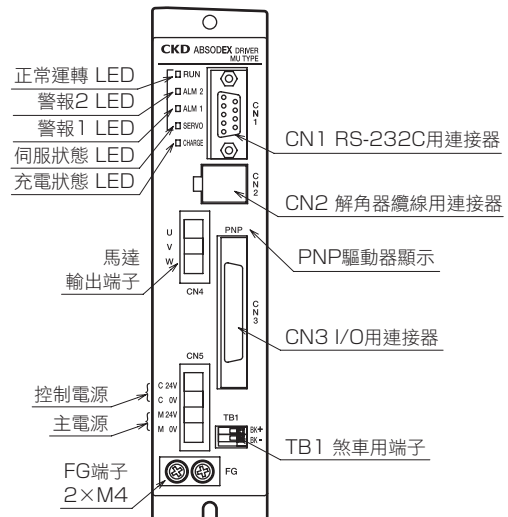 CKD ABSODEX DRIVER
MU TYPE
正常運轉 LED
RUN
警報2 LED
ALM 2
警報1 LED
ALM 1
伺服狀態 LED
SERVO
充電狀態 LED
CHARGE
CN1
CN1 RS-232C用連接器
CN2
CN2 解角器纜線用連接器
U
V
W
馬達
輸出端子
CN4
PNP
PNP驅動器顯示
CN3
CN3 I/O用連接器
CN5
控制電源
C 24V
C 0V
主電源
M 24V
M 0V
TB1
BK+
BK-
TB1 煞車用端子
FG端子
2×M4
FG